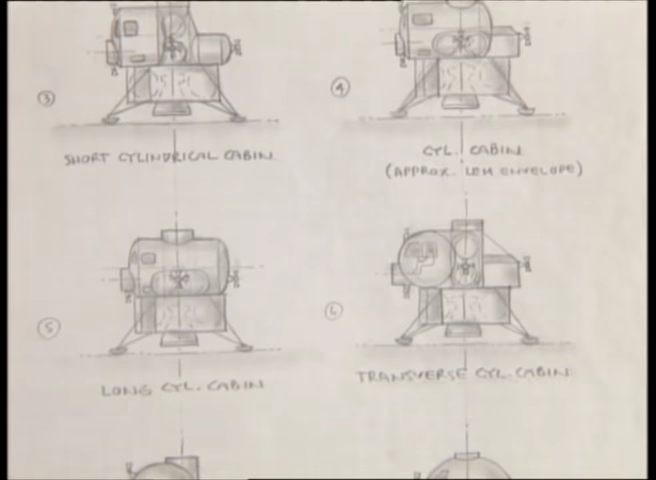 3
4
SHORT CYLINDRICAL CABIN
CYL. CABIN
(APPROX. LEM ENVELOPE)
5
6
LONG CYL. CABIN
TRANSVERSE CYL. CABIN